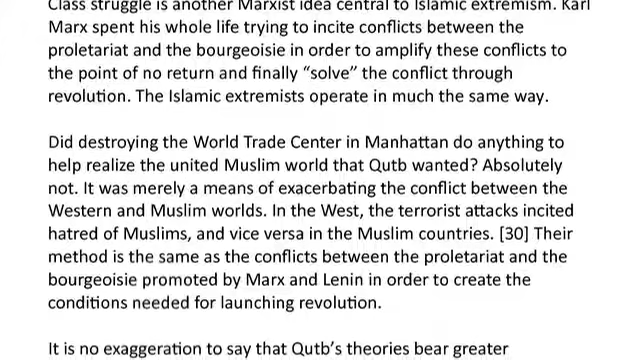 Class struggle is another Marxist idea central to Islamic extremism. Karl
Marx spent his whole life trying to incite conflicts between the
proletariat and the bourgeoisie in order to amplify these conflicts to
the point of no return and finally “solve” the conflict through
revolution. The Islamic extremists operate in much the same way.
Did destroying the World Trade Center in Manhattan do anything to
help realize the united Muslim world that Qutb wanted? Absolutely
not. It was merely a means of exacerbating the conflict between the
Western and Muslim worlds. In the West, the terrorist attacks incited
hatred of Muslims, and vice versa in the Muslim countries. [30] Their
method is the same as the conflicts between the proletariat and the
bourgeoisie promoted by Marx and Lenin in order to create the
conditions needed for launching revolution.
It is no exaggeration to say that Qutb’s theories bear greater